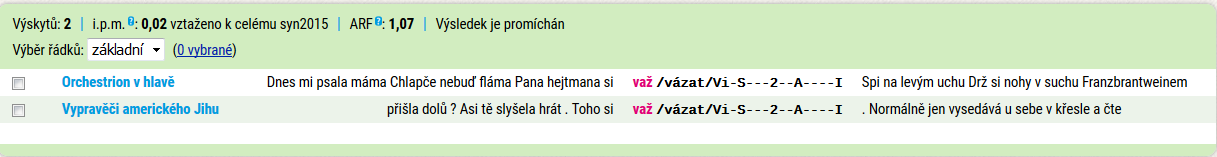 Výskytů: 2 | i.p.m.?: 0,02 vztaženo k celému syn2015 | ARF?: 1,07 | Výsledek je promíchán
Výběr řádků: základní (0 vybrané)
Orchestrion v hlavě Dnes mi psala máma Chlapče nebuď fláma Pana hejtmana si važ /vázat/Vi-S---2--A----I Spi na levým uchu Drž si nohy v suchu Franzbrantweinem
Vypravěči amerického Jihu přišla dolů ? Asi tě slyšela hrát . Toho si važ /vázat/Vi-S---2--A----I . Normálně jen vysedává u sebe v křesle a čte